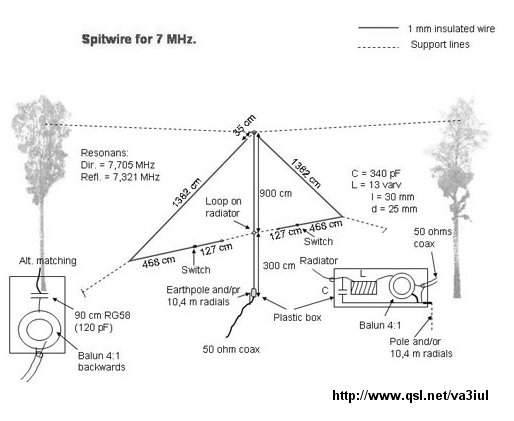 Spitwire for 7 MHz.
1 mm insulated wire
Support lines
35 cm
Resonans:
Dir. = 7,705 MHz
Refl. = 7,321 MHz
1382 cm
1382 cm
900 cm
C = 340 pF
L = 13 varv
l = 30 mm
d = 25 mm
Loop on
radiator
468 cm
127 cm
127 cm
468 cm
Switch
Switch
50 ohms
coax
Alt. matching
300 cm
Radiator
L
C
Earthpole and/pr
10,4 m radials
Plastic box
Balun 4:1
90 cm RG58
(120 pF)
Balun 4:1
backwards
50 ohm coax
Pole and/or
10,4 m radials
http://www.qsl.net/va3iul